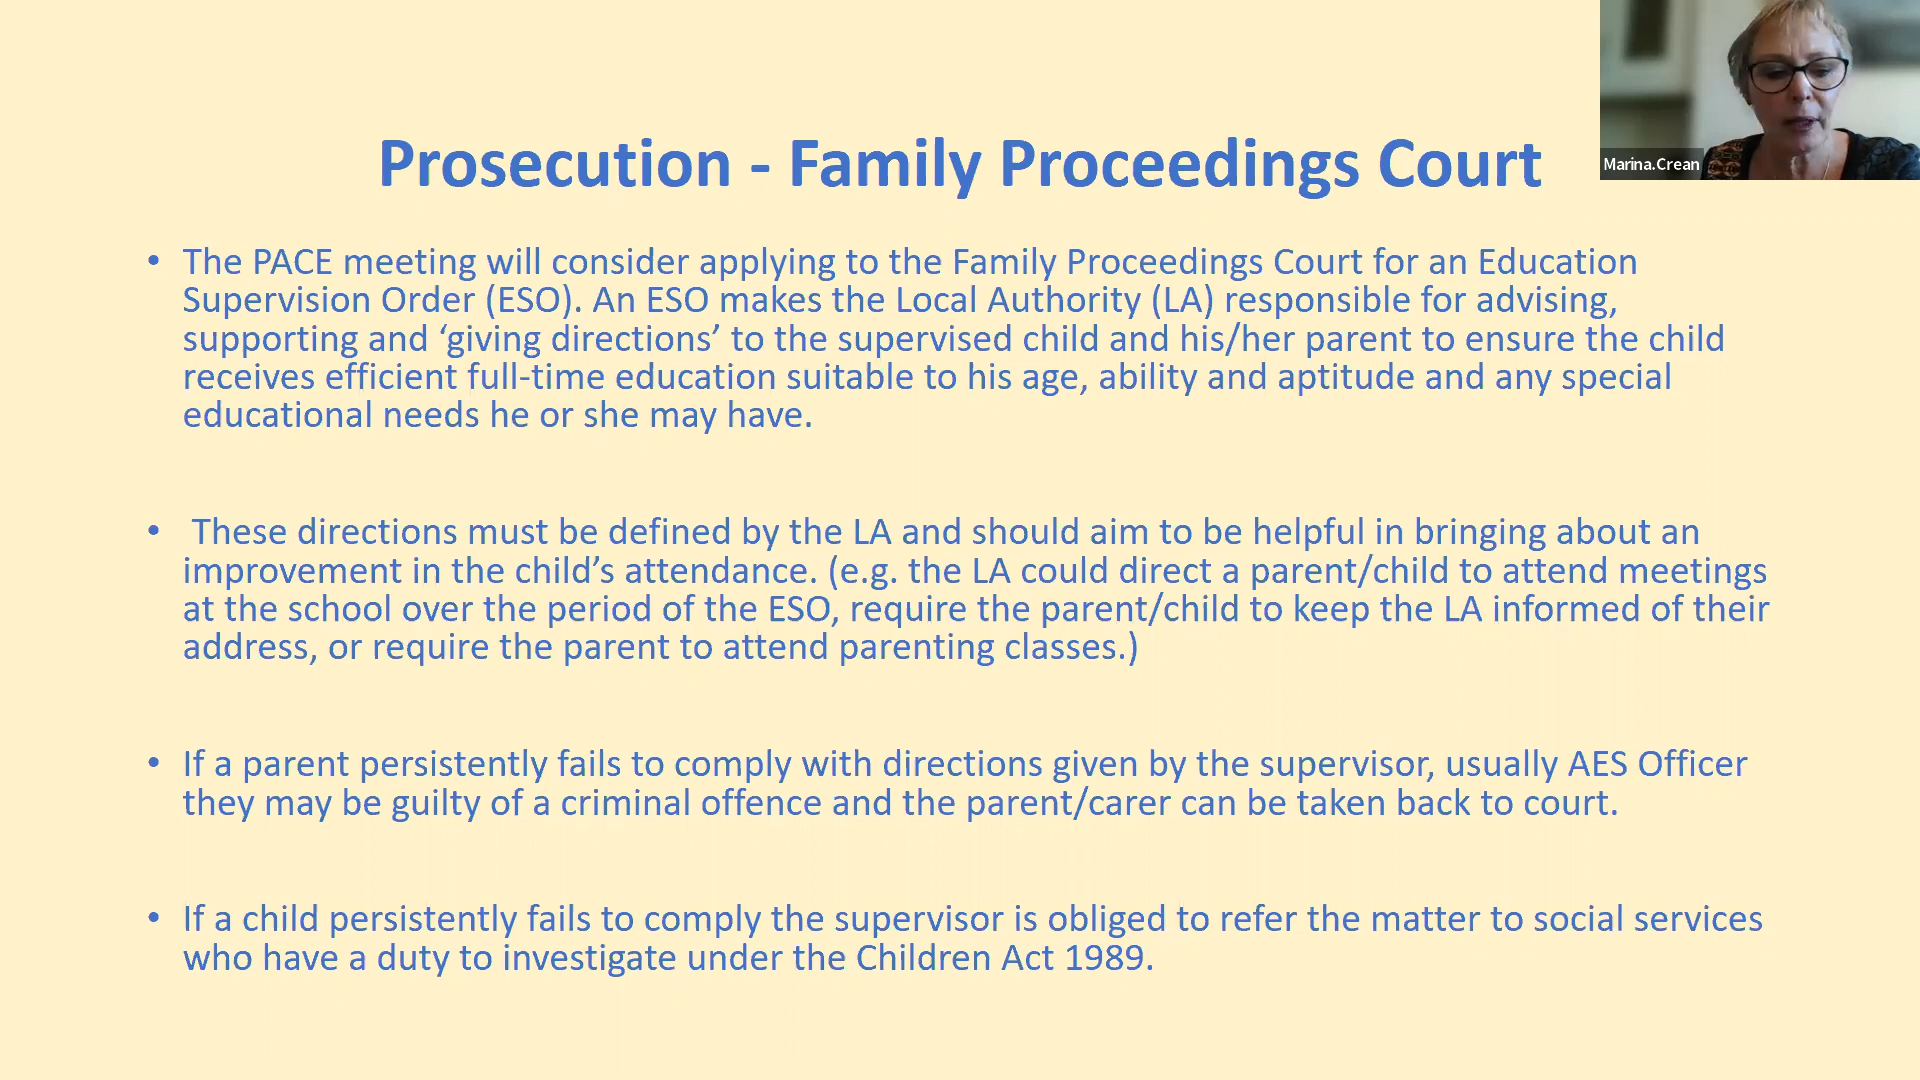 Marina.Crean
Prosecution - Family Proceedings Court
• The PACE meeting will consider applying to the Family Proceedings Court for an Education
Supervision Order (ESO). An ESO makes the Local Authority (LA) responsible for advising,
supporting and ‘giving directions’ to the supervised child and his/her parent to ensure the child
receives efficient full-time education suitable to his age, ability and aptitude and any special
educational needs he or she may have.
• These directions must be defined by the LA and should aim to be helpful in bringing about an
improvement in the child’s attendance. (e.g. the LA could direct a parent/child to attend meetings
at the school over the period of the ESO, require the parent/child to keep the LA informed of their
address, or require the parent to attend parenting classes.)
• If a parent persistently fails to comply with directions given by the supervisor, usually AES Officer
they may be guilty of a criminal offence and the parent/carer can be taken back to court.
• If a child persistently fails to comply the supervisor is obliged to refer the matter to social services
who have a duty to investigate under the Children Act 1989.